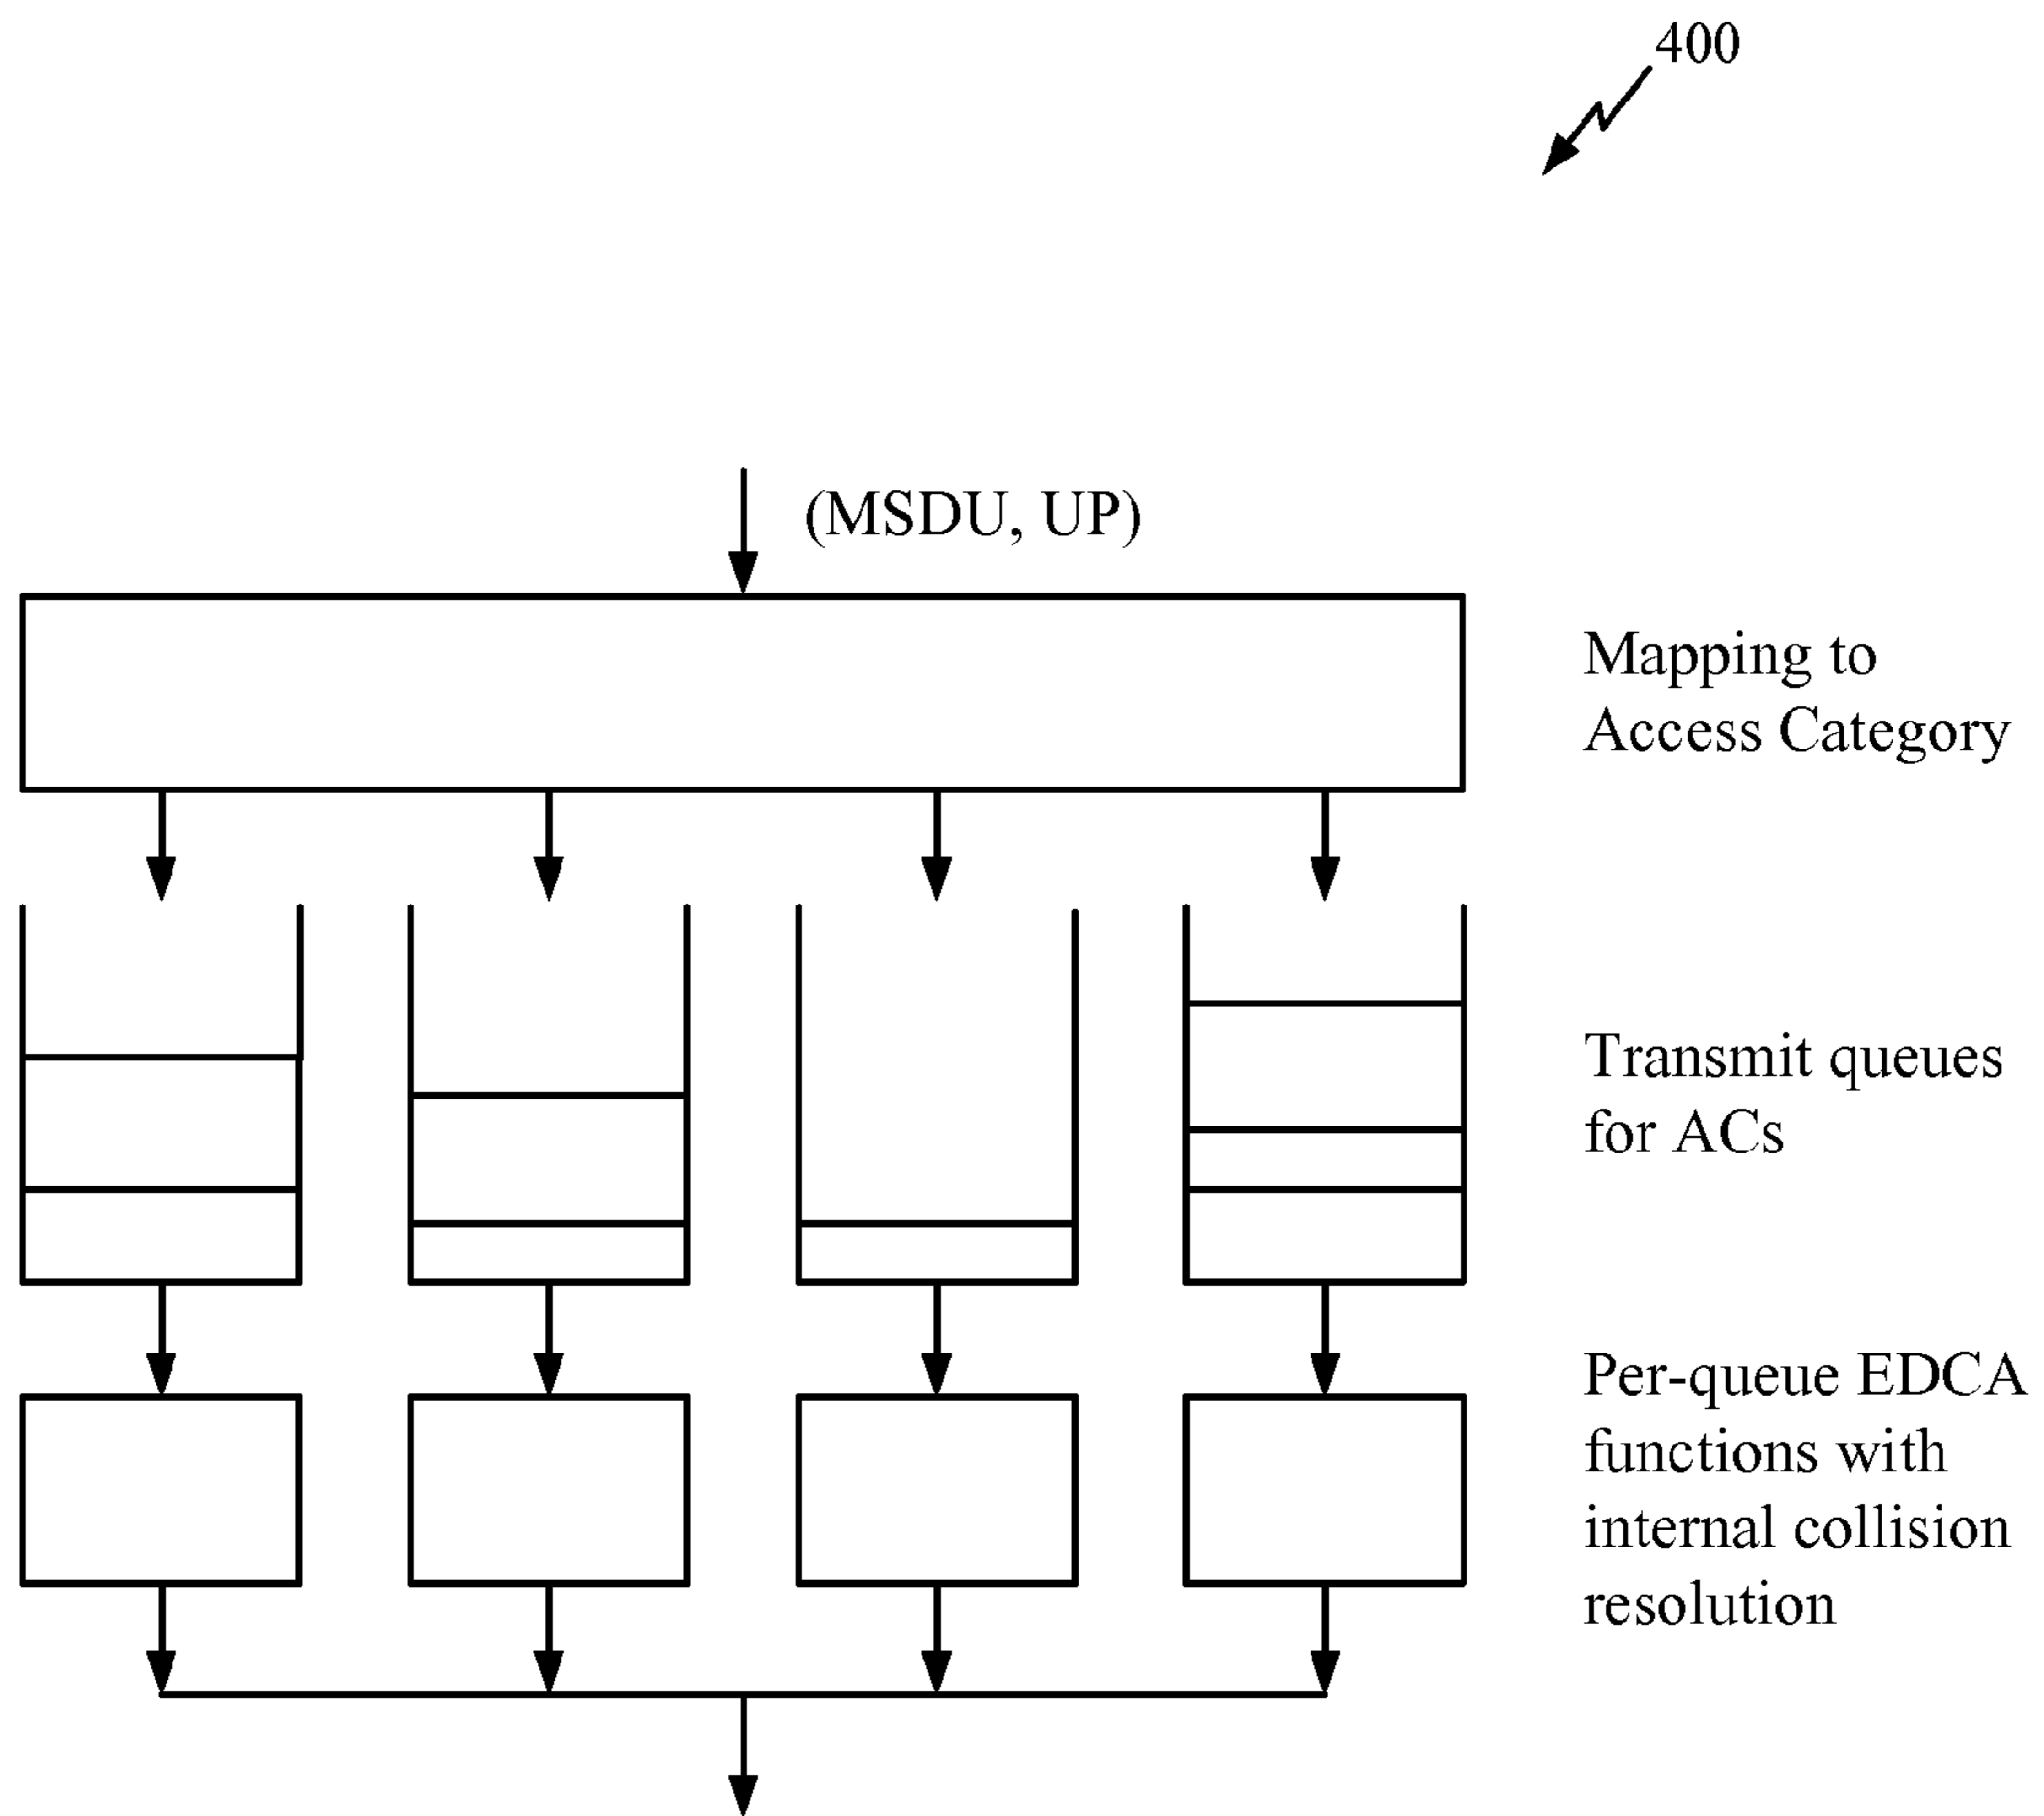 400
(MSDU, UP)
Mapping to
Access Category
Transmit queues
for ACs
Per-queue EDCA
functions with
internal collision
resolution